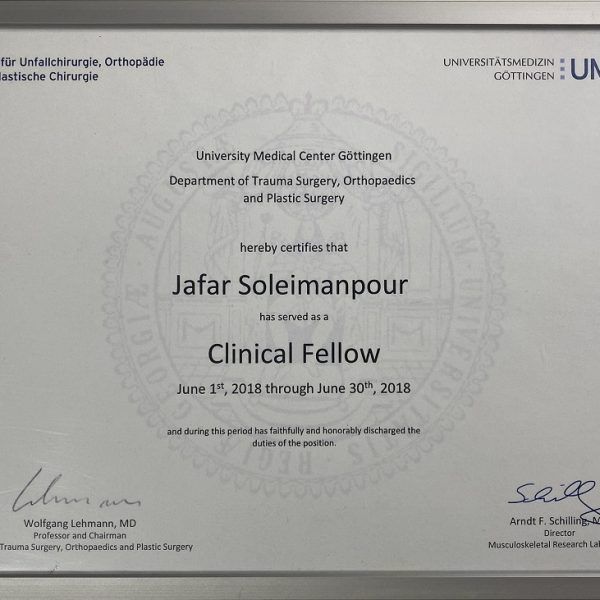 für Unfallchirurgie, Orthopädie
lastische Chirurgie
UNIVERSITÄTSMEDIZIN
GÖTTINGEN
UM
University Medical Center Göttingen
Department of Trauma Surgery, Orthopaedics
and Plastic Surgery
hereby certifies that
Jafar Soleimanpour
has served as a
Clinical Fellow
June 1st, 2018 through June 30th, 2018
and during this period has faithfully and honorably discharged the
duties of the position.
Wolfgang Lehmann, MD
Professor and Chairman
Trauma Surgery, Orthopaedics and Plastic Surgery
Arndt F. Schilling, M
Director
Musculoskeletal Research Lab